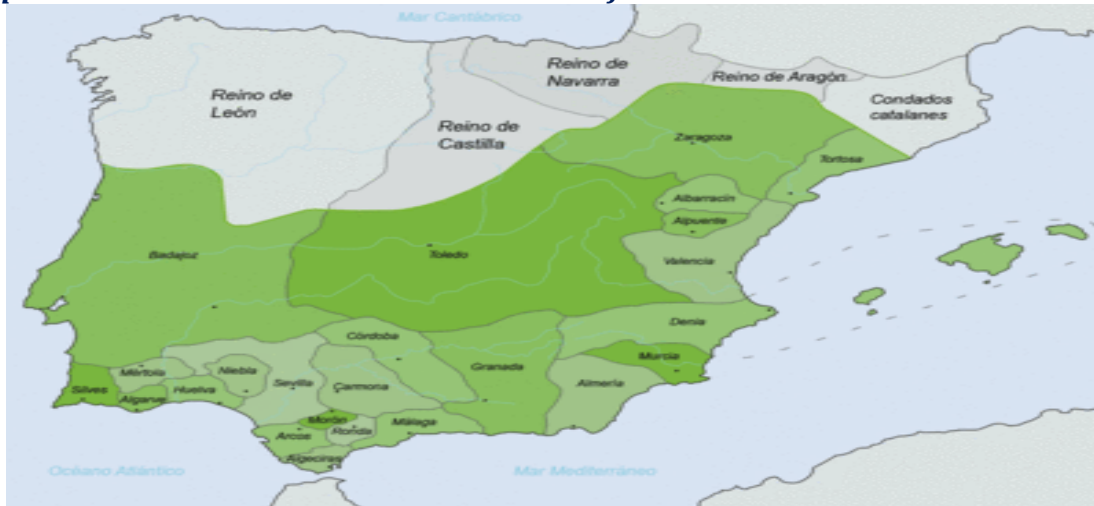 Mar Cantábrico
Reino de
León
Reino de
Castilla
Reino de
Navarra
Reino de Aragón
Condados
catalanes
Zaragoza
Tortosa
Albarracín
Alpuente
Valencia
Badajoz
Toledo
Denia
Córdoba
Granada
Murcia
Almería
Mértola
Niebla
Sevilla
Carmona
Silves
Algarve
Huelva
Morón
Arcos
Ronda
Málaga
Algeciras
Océano Atlántico
Mar Mediterráneo